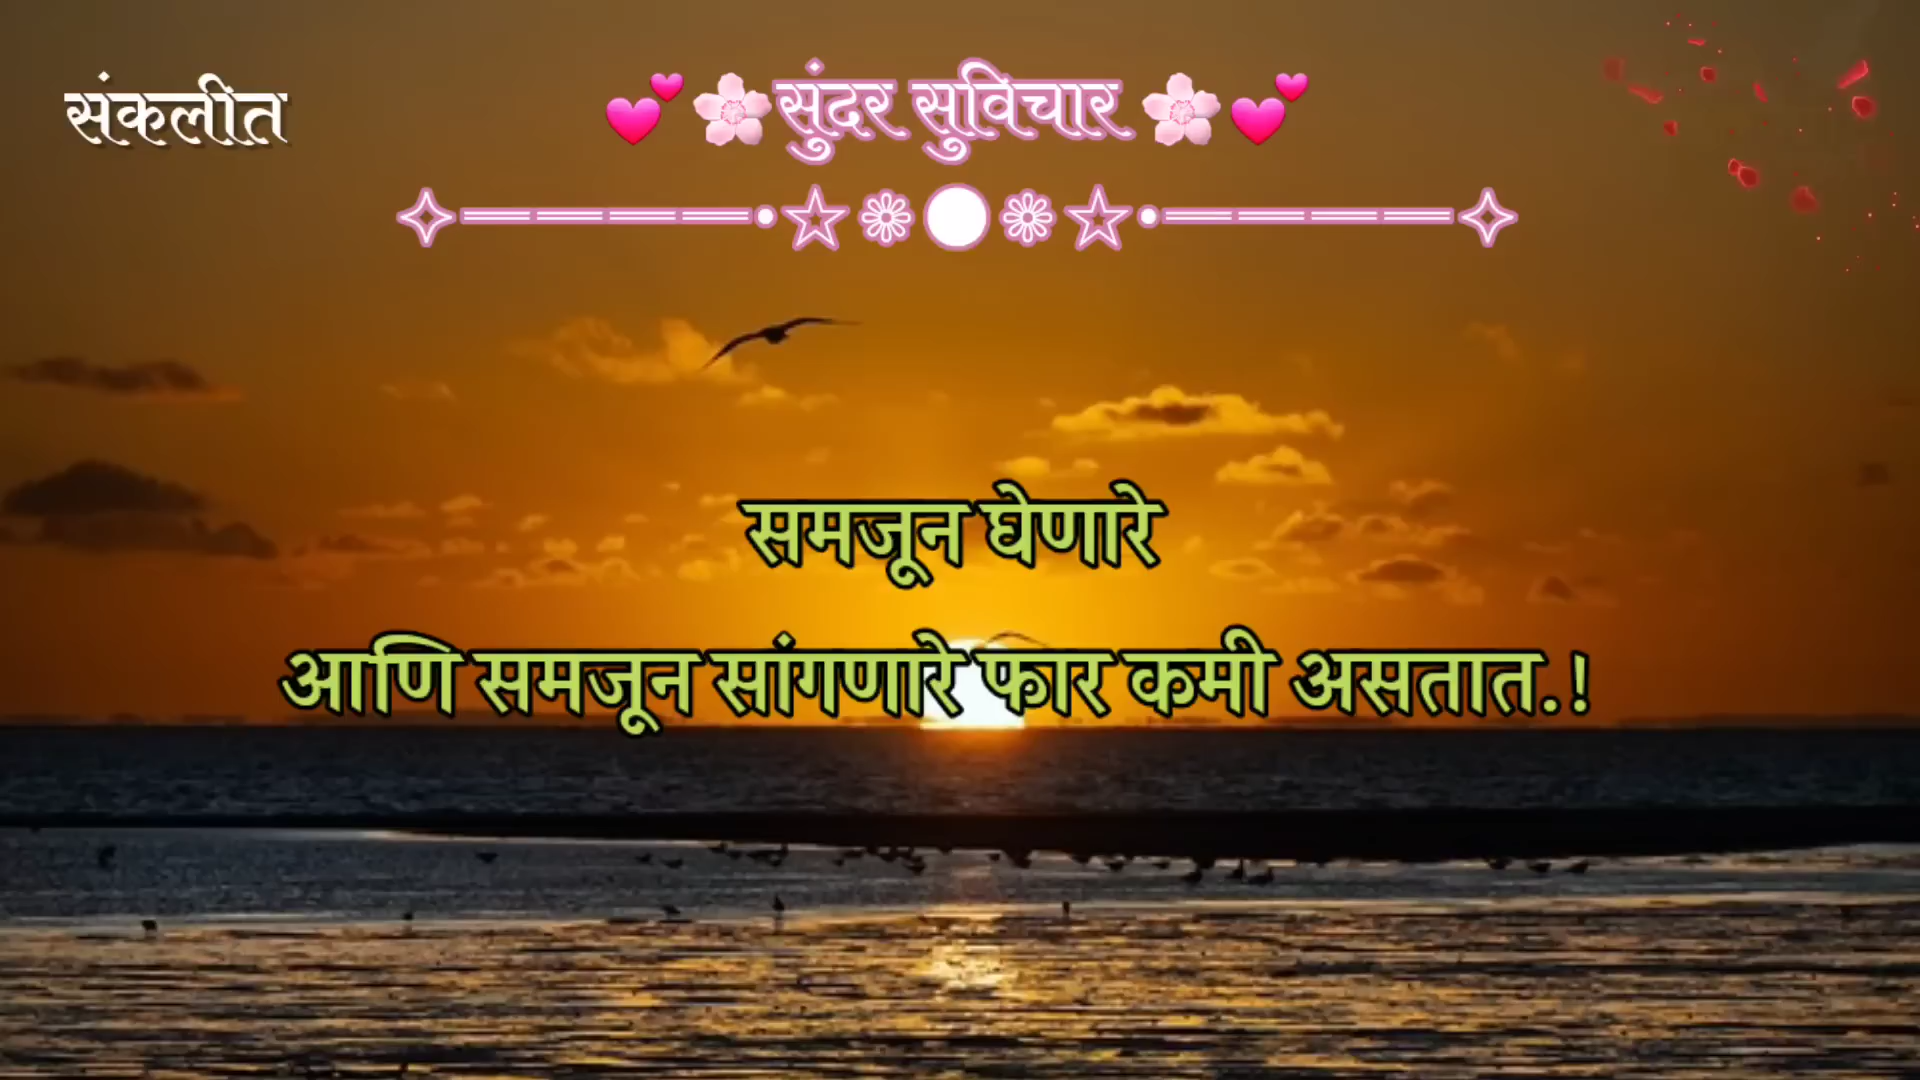 संकलीत
💕🌸सुंदर सुविचार 🌸💕
✧════•☆❁⚪❁☆•════✧
समजून घेणारे
आणि समजून सांगणारे फार कमी असतात.!